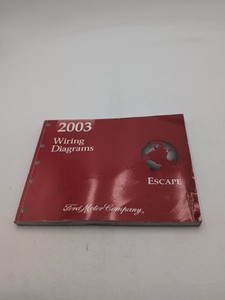 2003
Wiring
Diagrams
ESCAPE
Ford Motor Company,